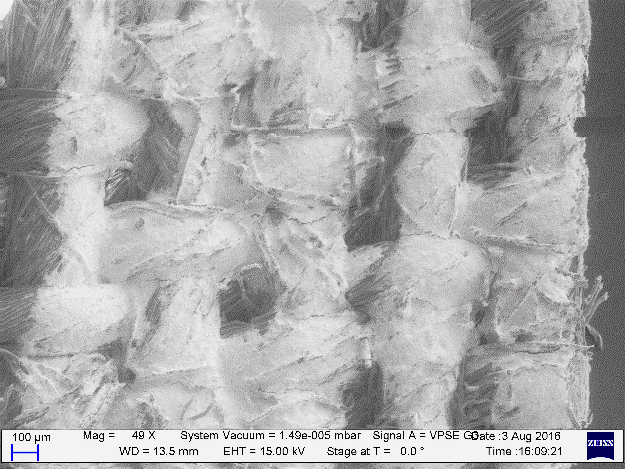 100 µm Mag = 49 X System Vacuum = 1.49e-005 mbar Signal A = VPSE Date :3 Aug 2016
WD = 13.5 mm EHT = 15.00 kV Stage at T = 0.0 ° Time :16:09:21
ZEISS